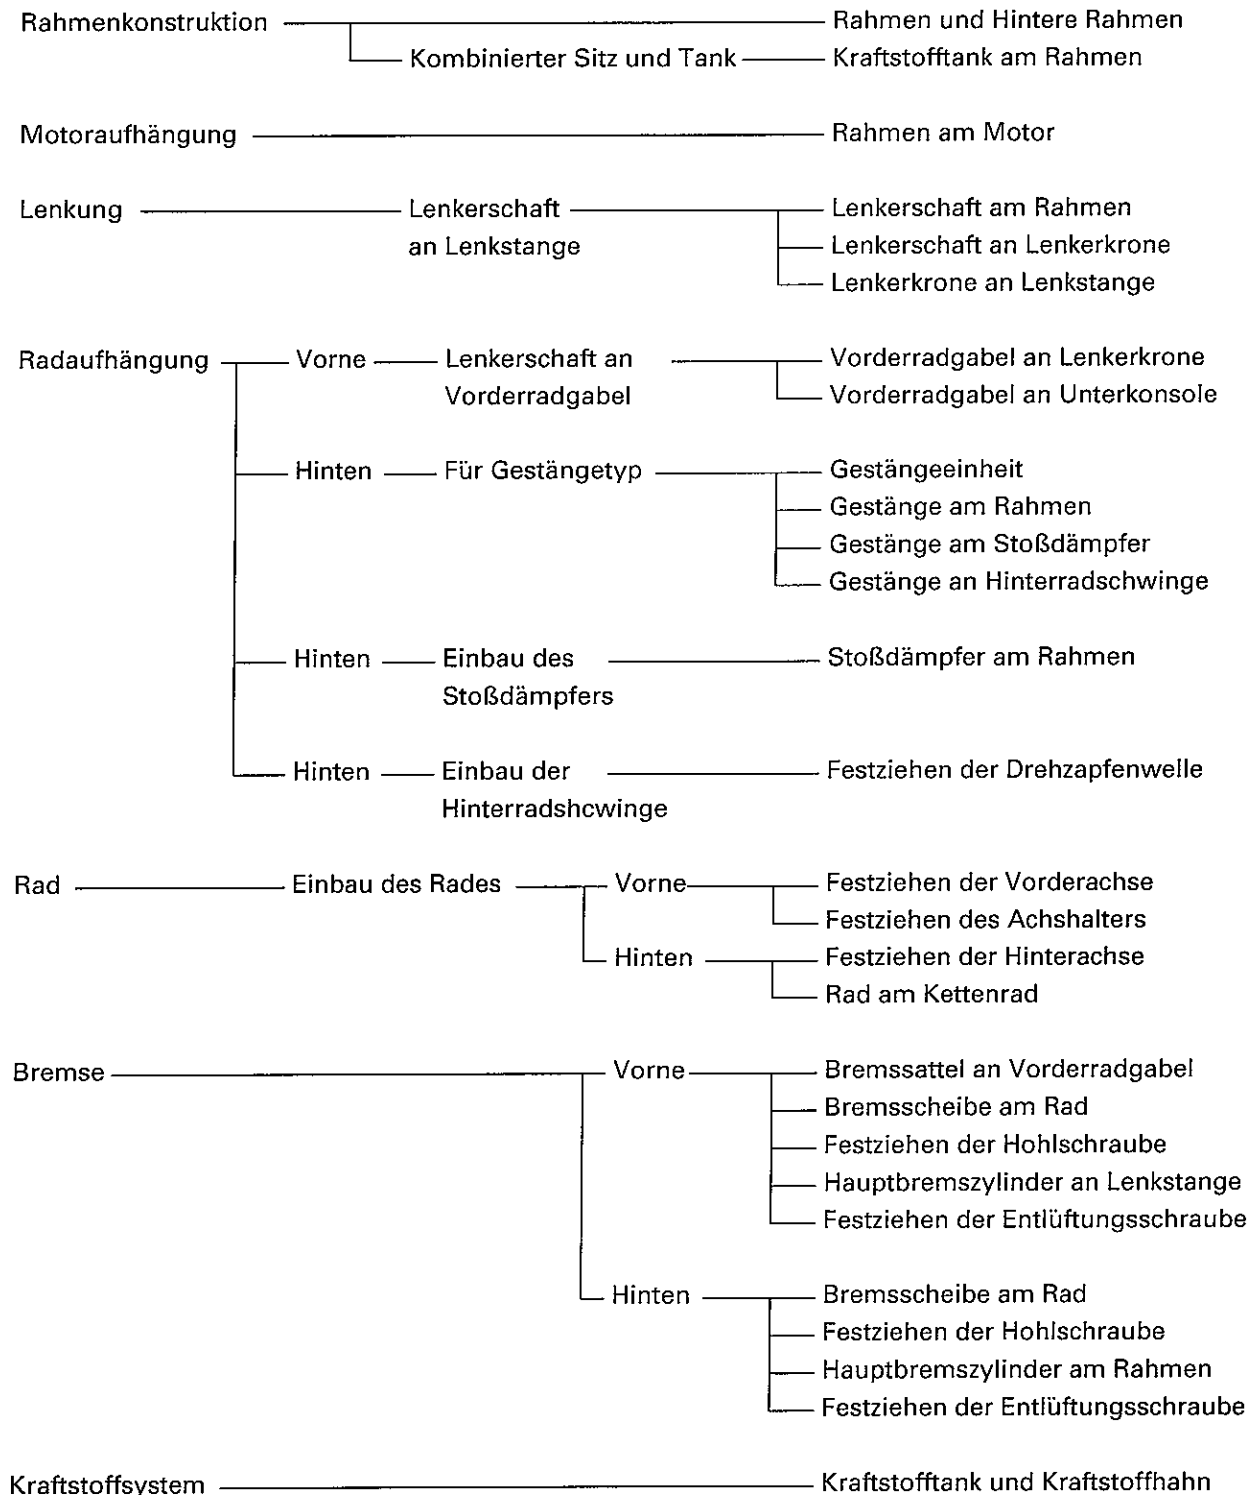 Rahmenkonstruktion Rahmen und Hintere Rahmen
Kombinierter Sitz und Tank Kraftstofftank am Rahmen
Motoraufhängung Rahmen am Motor
Lenkung Lenkerschaft Lenkerschaft am Rahmen
an Lenkstange Lenkerschaft an Lenkerkrone
Lenkerkrone an Lenkstange
Radaufhängung Vorne Lenkerschaft an Vorderradgabel an Lenkerkrone
Vorderradgabel Vorderradgabel an Unterkonsole
Hinten Für Gestängetyp Gestängeeinheit
Gestänge am Rahmen
Gestänge am Stoßdämpfer
Gestänge an Hinterradschwinge
Hinten Einbau des Stoßdämpfer am Rahmen
Stoßdämpfers
Hinten Einbau der Festziehen der Drehzapfenwelle
Hinterradshcwinge
Rad Einbau des Rades Vorne Festziehen der Vorderachse
Festziehen des Achshalters
Hinten Festziehen der Hinterachse
Rad am Kettenrad
Bremse Vorne Bremssattel an Vorderradgabel
Bremsscheibe am Rad
Festziehen der Hohlschraube
Hauptbremszylinder an Lenkstange
Festziehen der Entlüftungsschraube
Hinten Bremsscheibe am Rad
Festziehen der Hohlschraube
Hauptbremszylinder am Rahmen
Festziehen der Entlüftungsschraube
Kraftstoffsystem Kraftstofftank und Kraftstoffhahn